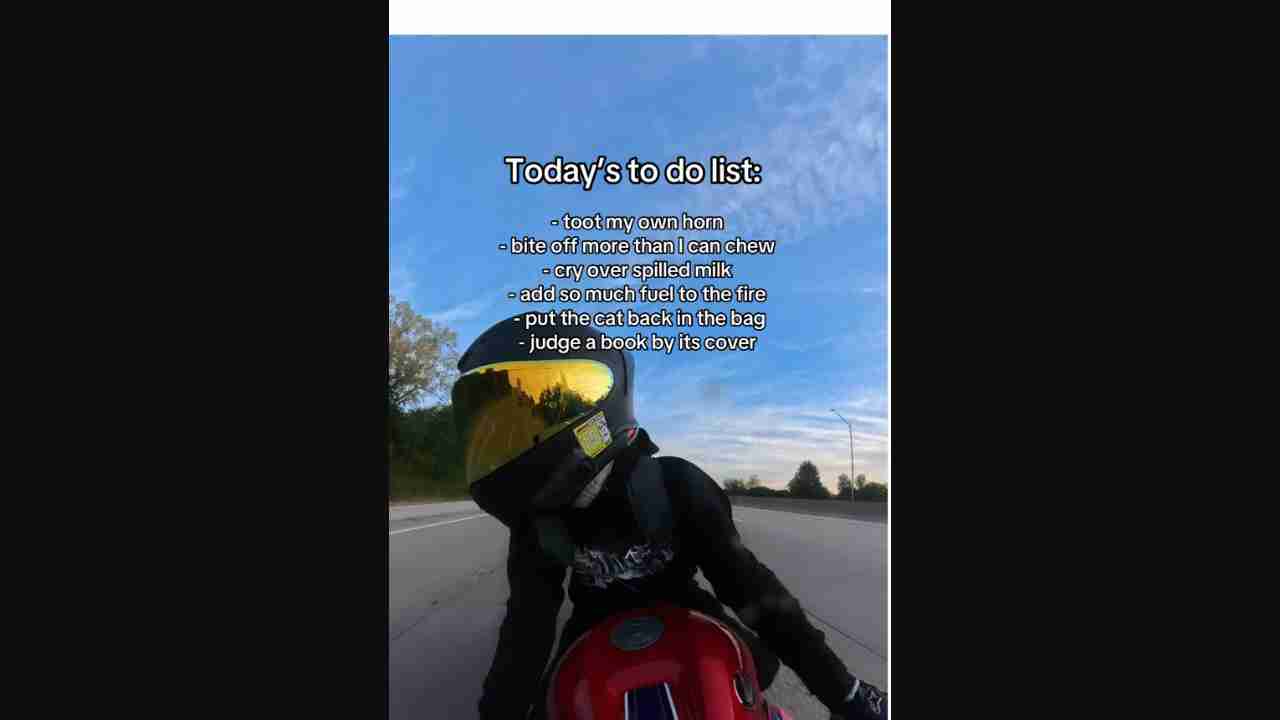 Today's to do list:
- toot my own horn
- bite off more than I can chew
- cry over spilled milk
- add so much fuel to the fire
- put the cat back in the bag
- judge a book by its cover